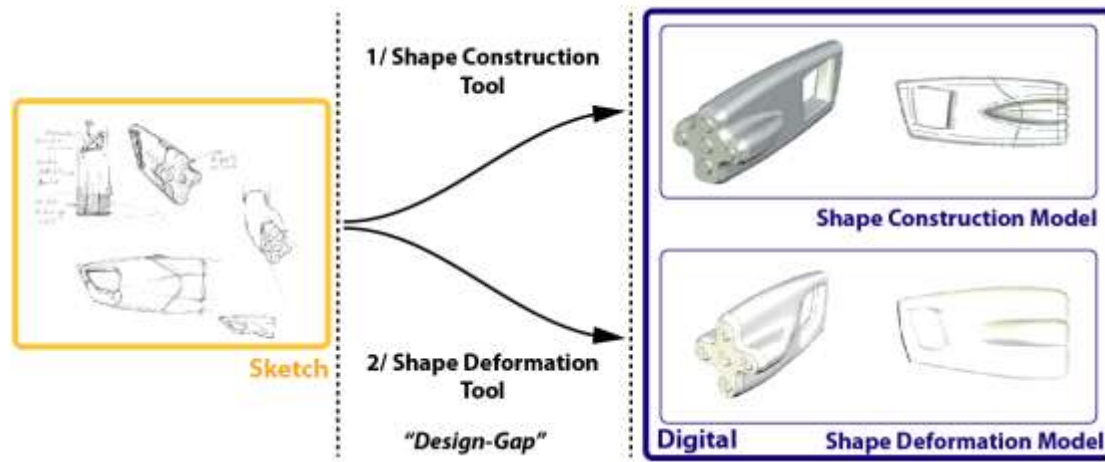 1/ Shape Construction
Tool
Shape Construction Model
Sketch
2/ Shape Deformation
Tool
"Design-Gap"
Digital
Shape Deformation Model